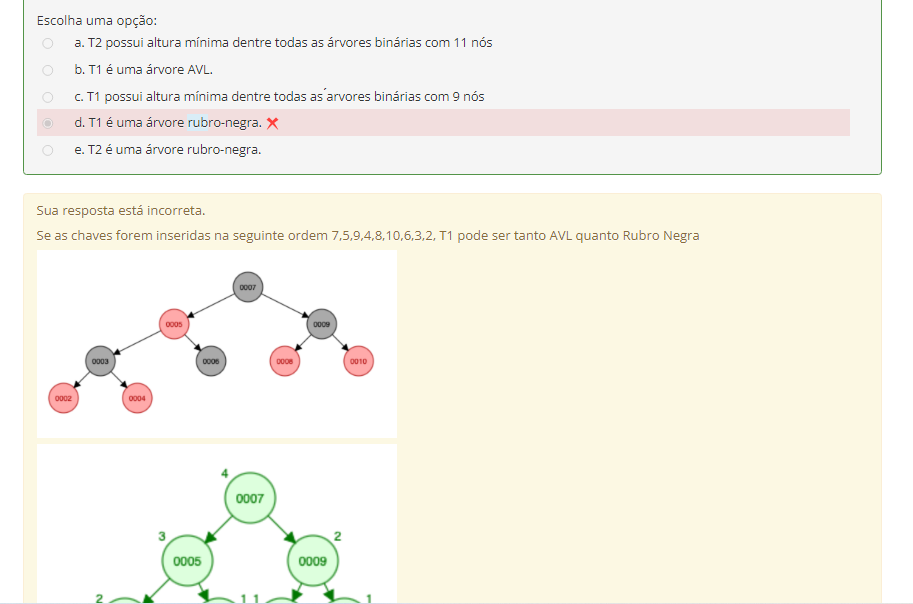 Escolha uma opção:
a. T2 possui altura mínima dentre todas as árvores binárias com 11 nós
b. T1 é uma árvore AVL.
c. T1 possui altura mínima dentre todas as´arvores binárias com 9 nós
d. T1 é uma árvore rubro-negra.
e. T2 é uma árvore rubro-negra.
Sua resposta está incorreta.
Se as chaves forem inseridas na seguinte ordem 7,5,9,4,8,10,6,3,2, T1 pode ser tanto AVL quanto Rubro Negra
0007
0005 0009
0003 0006 0008 0010
0002 0004
4
0007
3 2
0005 0009
2 1 1 1